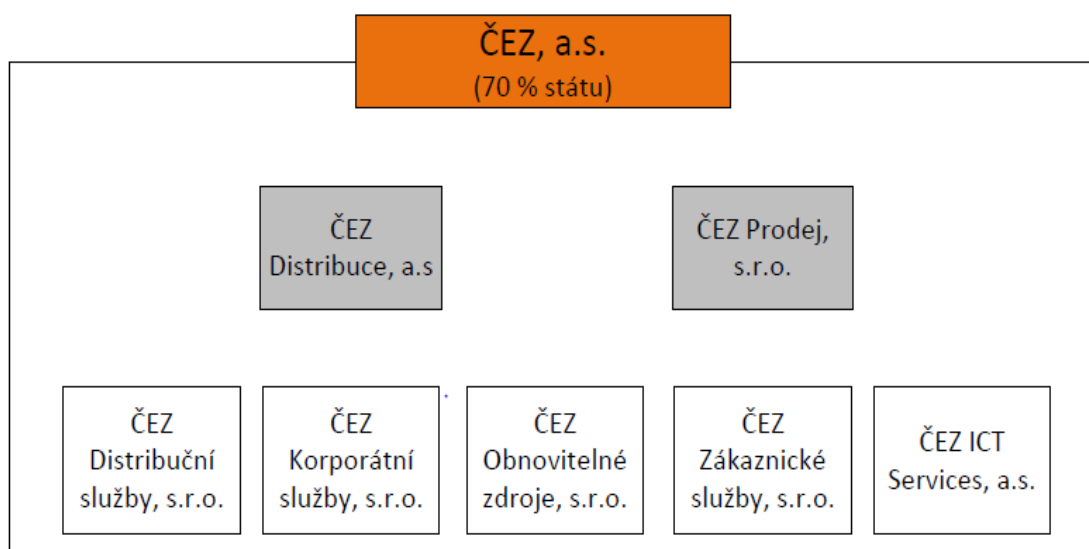 ČEZ, a.s.
(70 % státu)
ČEZ
Distribuce, a.s
ČEZ Prodej,
s.r.o.
ČEZ
Distribuční
služby, s.r.o.
ČEZ
Korporátní
služby, s.r.o.
ČEZ
Obnovitelné
zdroje, s.r.o.
ČEZ
Zákaznické
služby, s.r.o.
ČEZ ICT
Services, a.s.